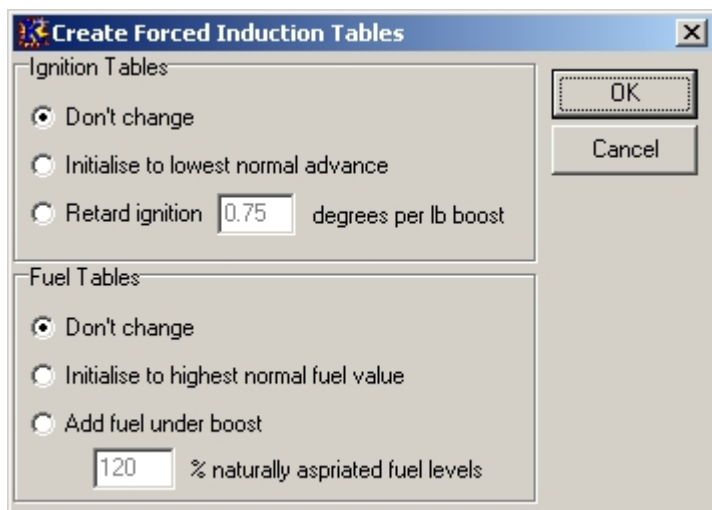 Create Forced Induction Tables
Ignition Tables
Don't change
Initialise to lowest normal advance
Retard ignition 0.75 degrees per lb boost
Fuel Tables
Don't change
Initialise to highest normal fuel value
Add fuel under boost
120 % naturally aspriated fuel levels
OK
Cancel